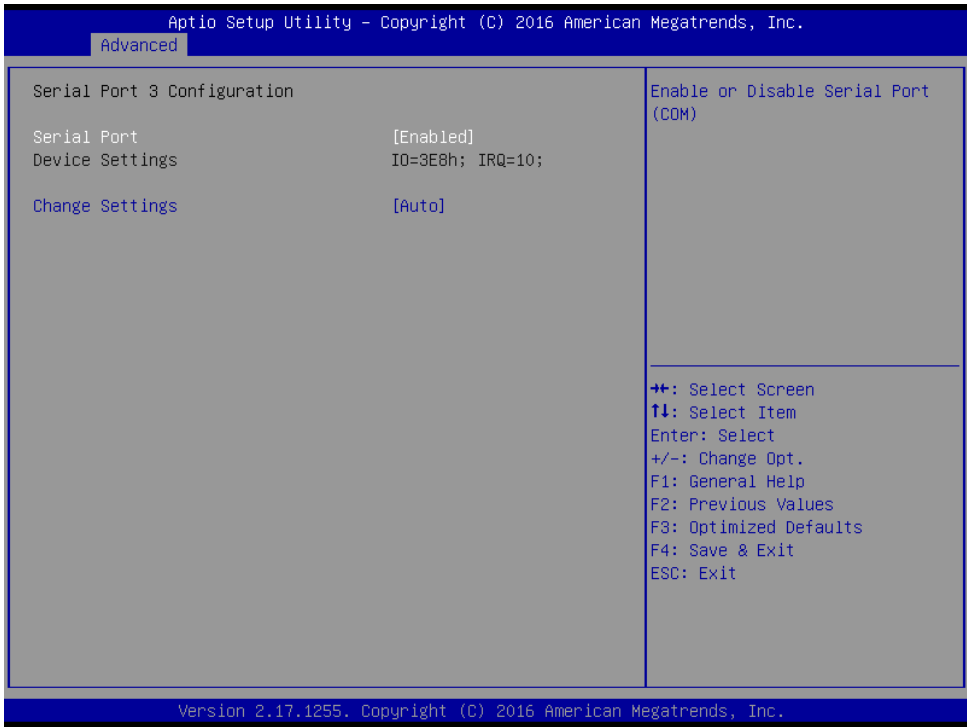 Aptio Setup Utility – Copyright (C) 2016 American Megatrends, Inc.
Advanced
Serial Port 3 Configuration
Serial Port [Enabled]
Device Settings IO=3E8h; IRQ=10;
Change Settings [Auto]
Enable or Disable Serial Port
(COM)
→←: Select Screen
↑↓: Select Item
Enter: Select
+/-: Change Opt.
F1: General Help
F2: Previous Values
F3: Optimized Defaults
F4: Save & Exit
ESC: Exit
Version 2.17.1255. Copyright (C) 2016 American Megatrends, Inc.